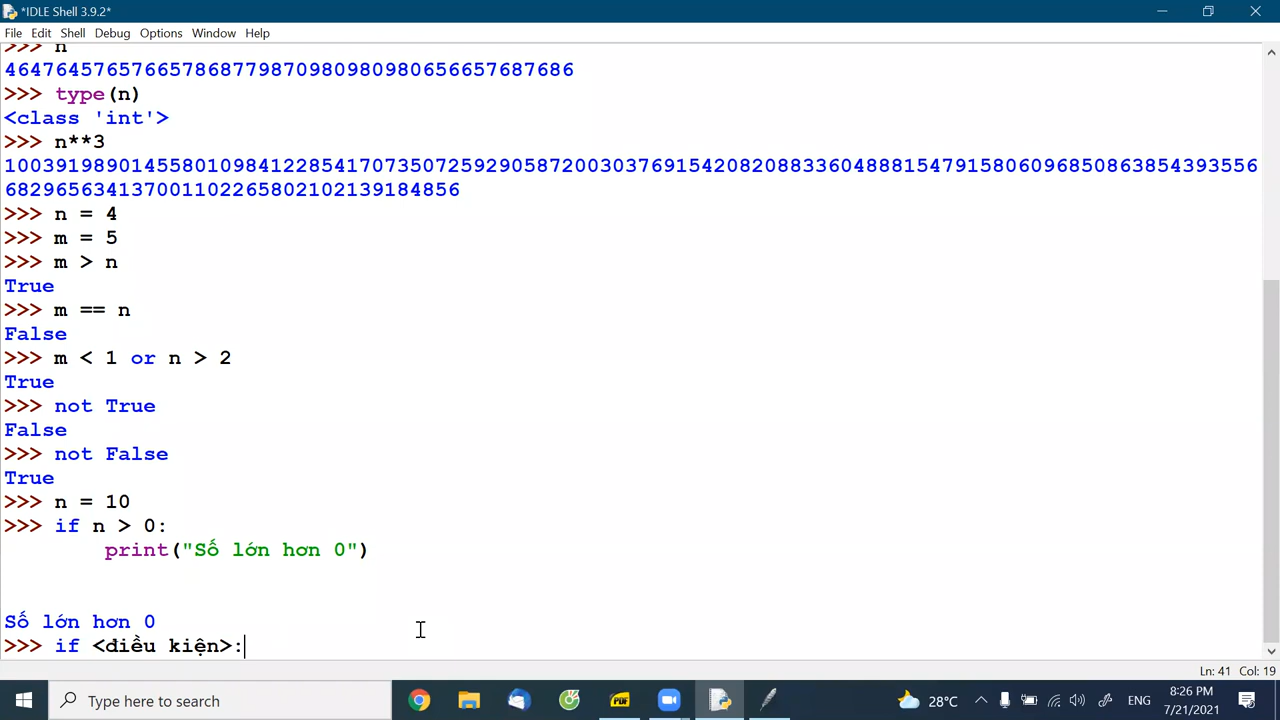 *IDLE Shell 3.9.2*
File Edit Shell Debug Options Window Help
>>> n
464764576576657868779870980980980656657687686
>>> type(n)
<class 'int'>
>>> n**3
1003919890145580109841228541707350725929058720030376915420820883360488815479158060968508638543935566
682965634137001102265802102139184856
>>> n = 4
>>> m = 5
>>> m > n
True
>>> m == n
False
>>> m < 1 or n > 2
True
>>> not True
False
>>> not False
True
>>> n = 10
>>> if n > 0:
print("Số lớn hơn 0")
Số lớn hơn 0
>>> if <điều kiện>:
Ln: 41 Col: 19
Type here to search
28°C
ENG
8:26 PM
7/21/2021